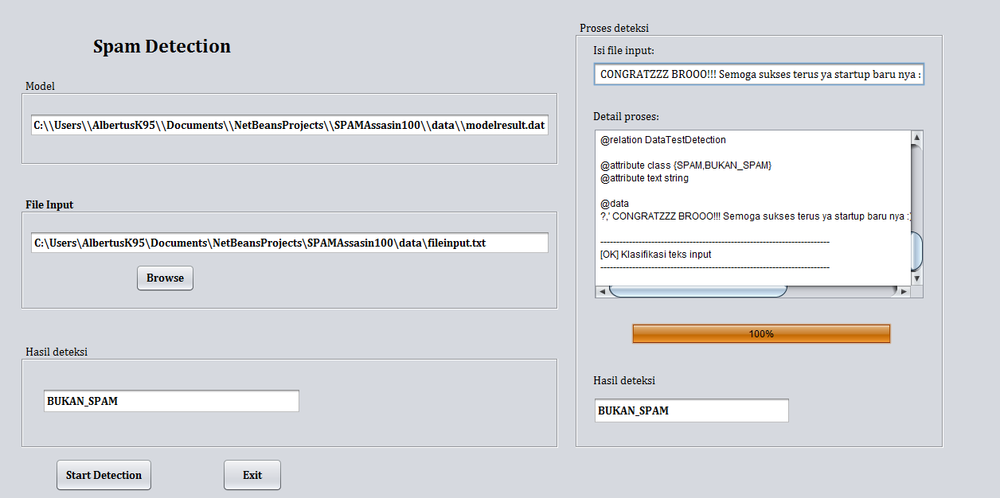 Spam Detection
Model
C:\\Users\\AlbertusK95\\Documents\\NetBeansProjects\\SPAMAssasin100\\data\\modelresult.dat
File Input
C:\Users\AlbertusK95\Documents\NetBeansProjects\SPAMAssasin100\data\fileinput.txt
Browse
Hasil deteksi
BUKAN_SPAM
Start Detection
Exit
Proses deteksi
Isi file input:
CONGRATZZZ BROOO!!! Semoga sukses terus ya startup baru nya :
Detail proses:
@relation DataTestDetection
@attribute class {SPAM,BUKAN_SPAM}
@attribute text string
@data
?,' CONGRATZZZ BROOO!!! Semoga sukses terus ya startup baru nya :)
------------------------------------------------------------------------
[OK] Klasifikasi teks input
------------------------------------------------------------------------
100%
Hasil deteksi
BUKAN_SPAM